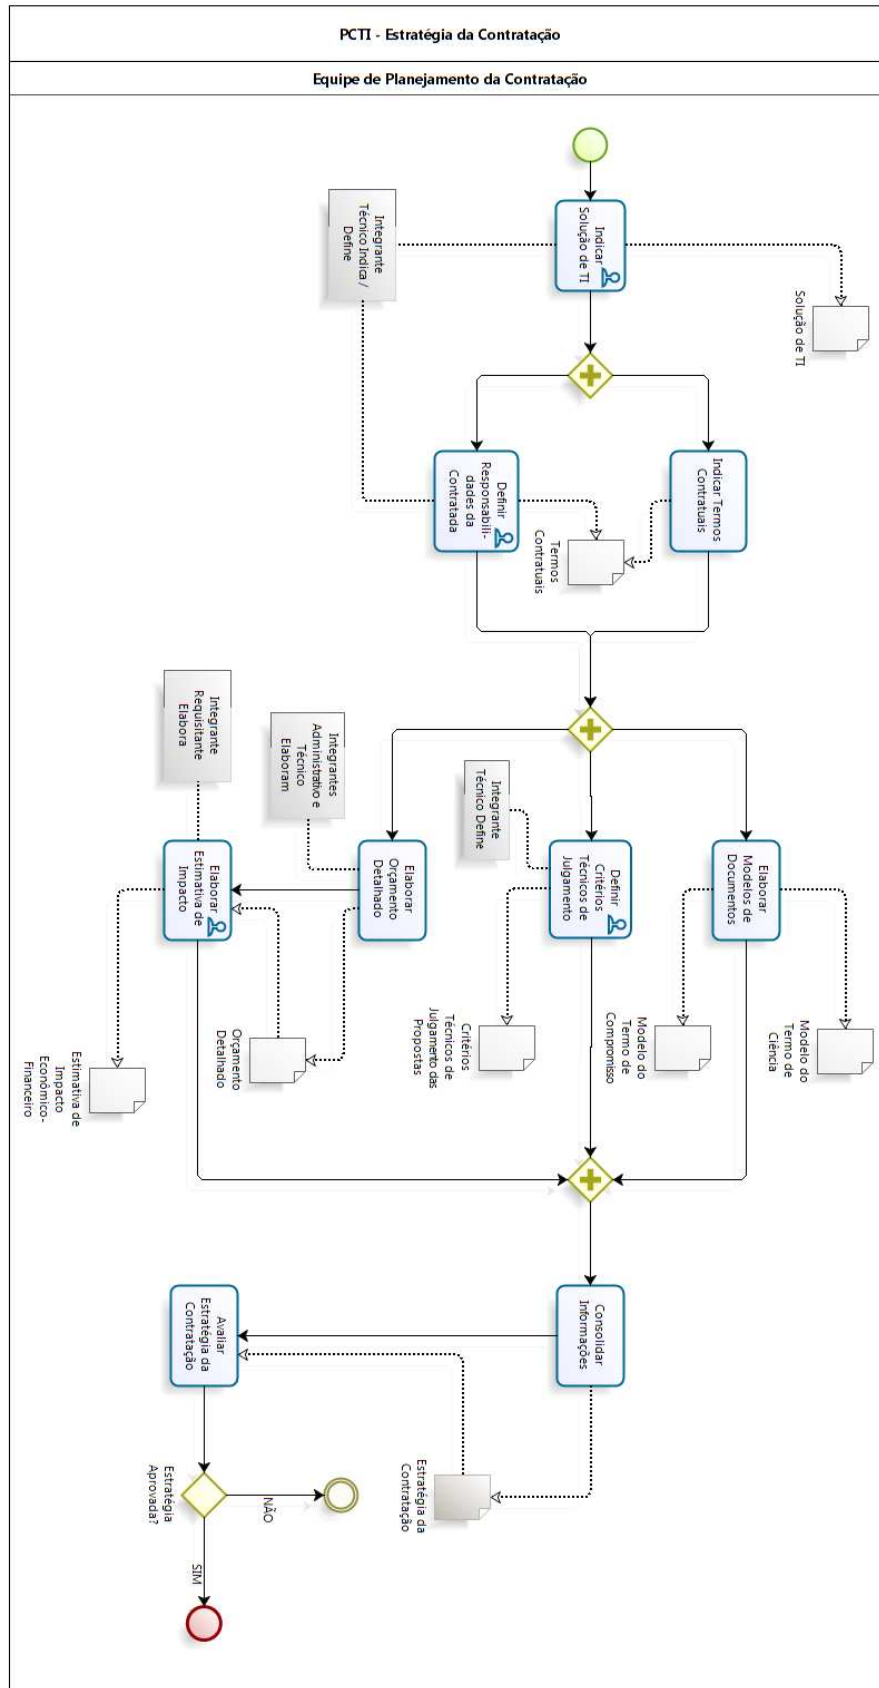 PCTI - Estratégia da Contratação
Equipe de Planejamento da Contratação
Indicar
Solução de TI
Integrante
Técnico Indica /
Define
Solução de TI
Indicar Termos
Contratuais
Definir
Responsabili-
dades da
Contratada
Termos
Contratuais
Integrante
Requisitante
Elabora
Integrantes
Administrativo e
Técnico
Elaboram
Integrante
Técnico Define
Elaborar
Modelos de
Documentos
Definir
Critérios
Técnicos de
Julgamento
Elaborar
Orçamento
Detalhado
Elaborar
Estimativa de
Impacto
Modelo do
Termo de
Ciência
Modelo do
Termo de
Compromisso
Critérios
Técnicos de
Julgamento das
Propostas
Orçamento
Detalhado
Estimativa de
Impacto
Econômico-
Financeiro
Consolidar
Informações
Avaliar
Estratégia da
Contratação
Estratégia da
Contratação
Estratégia
Aprovada?
NÃO
SIM